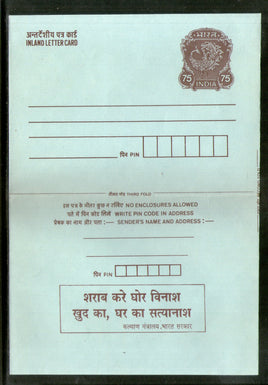 अन्तर्देशीय पत्र कार्ड
INLAND LETTER CARD
भारत
75 75
INDIA
पिन PIN
तीसरा मोड़ THIRD FOLD
इस पत्र के भीतर कुछ न रखिये NO ENCLOSURES ALLOWED
पते में पिन कोड लिखें WRITE PIN CODE IN ADDRESS
प्रेषक का नाम और पता :— SENDER'S NAME AND ADDRESS :—
पिन PIN
शराब करे घोर विनाश
खुद का, घर का सत्यानाश
कल्याण मंत्रालय, भारत सरकार